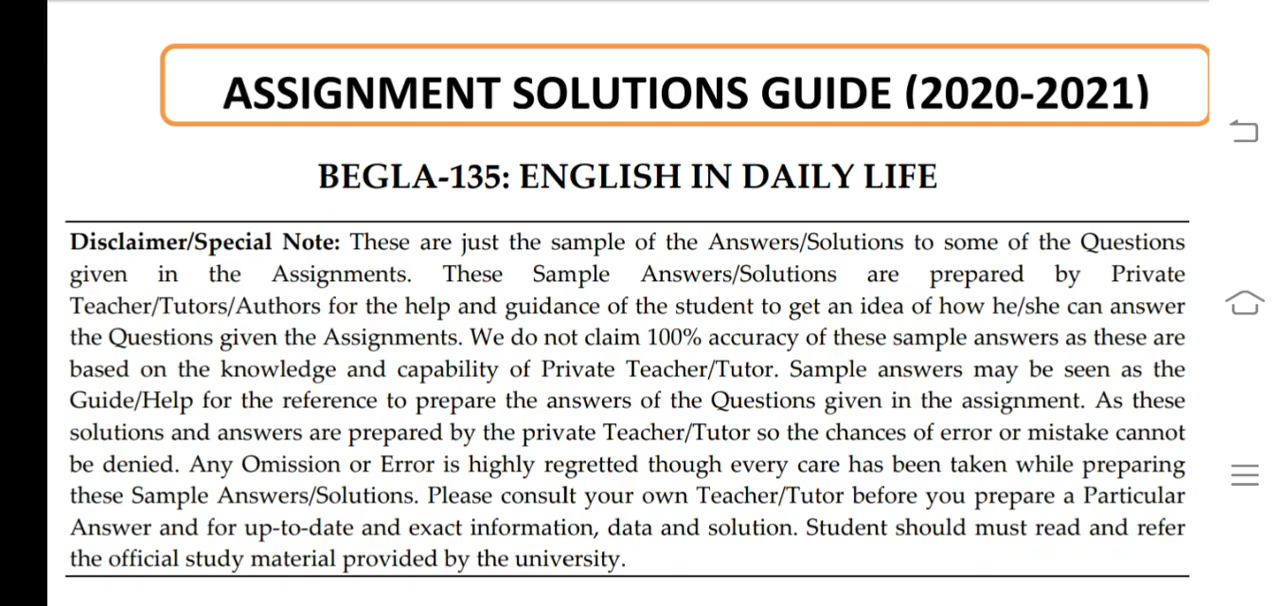 ASSIGNMENT SOLUTIONS GUIDE (2020-2021)
BEGLA-135: ENGLISH IN DAILY LIFE
Disclaimer/Special Note: These are just the sample of the Answers/Solutions to some of the Questions
given in the Assignments. These Sample Answers/Solutions are prepared by Private
Teacher/Tutors/Authors for the help and guidance of the student to get an idea of how he/she can answer
the Questions given the Assignments. We do not claim 100% accuracy of these sample answers as these are
based on the knowledge and capability of Private Teacher/Tutor. Sample answers may be seen as the
Guide/Help for the reference to prepare the answers of the Questions given in the assignment. As these
solutions and answers are prepared by the private Teacher/Tutor so the chances of error or mistake cannot
be denied. Any Omission or Error is highly regretted though every care has been taken while preparing
these Sample Answers/Solutions. Please consult your own Teacher/Tutor before you prepare a Particular
Answer and for up-to-date and exact information, data and solution. Student should must read and refer
the official study material provided by the university.